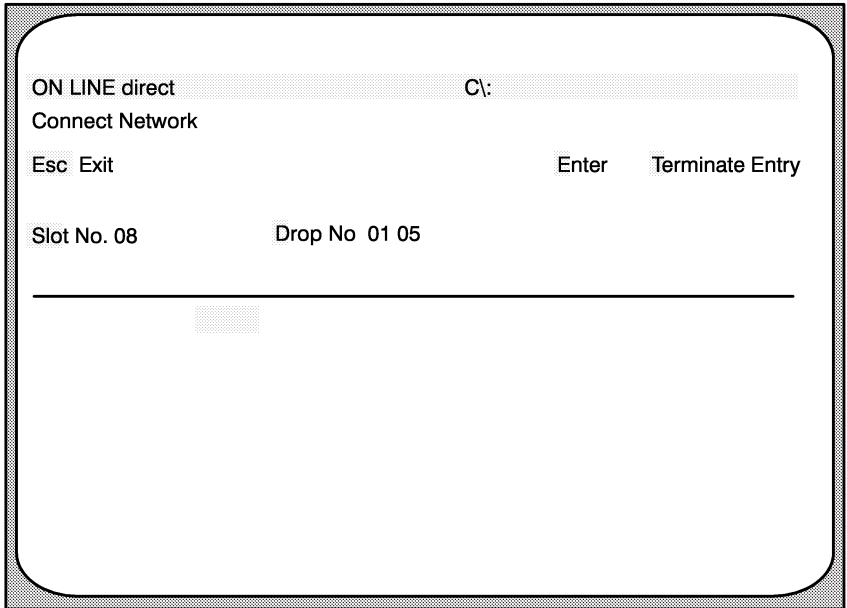 ON LINE direct C\:
Connect Network
Esc Exit Enter Terminate Entry
Slot No. 08 Drop No 01 05